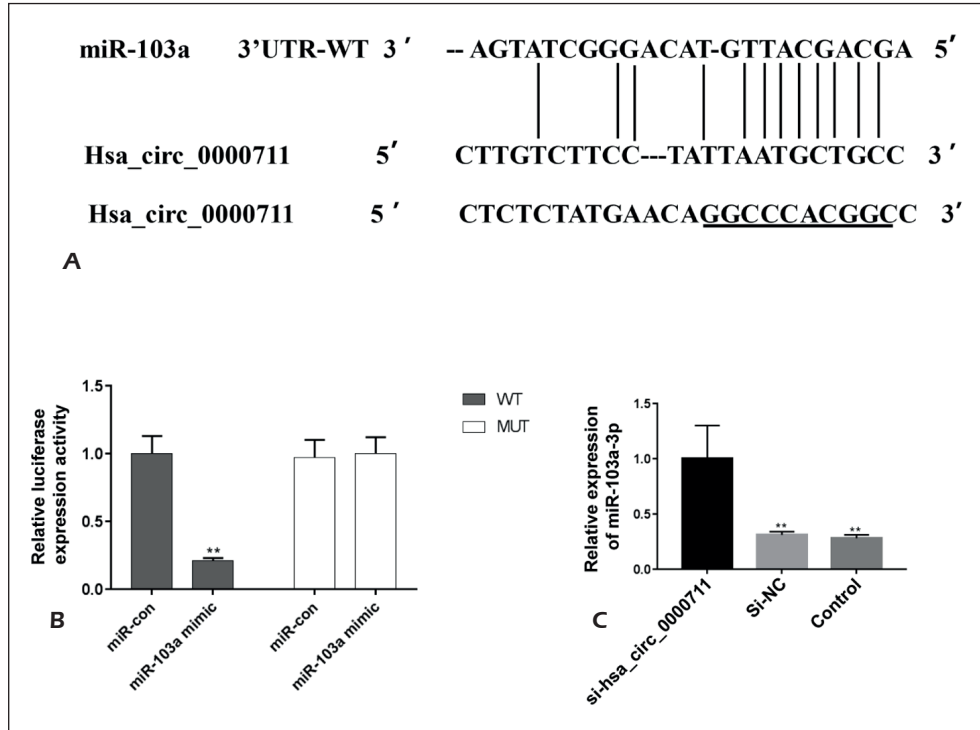 miR-103a 3'UTR-WT 3' -- AGTATCGGGACAT-GTTACGACGA 5'
Hsa_circ_0000711 5' CTTGTCTTCC---TATTAATGCTGCC 3'
Hsa_circ_0000711 5' CTCTCTATGAACAGGCCCACGGCC 3'
A
Relative luciferase
expression activity
1.5
1.0
0.5
0.0
**
miR-con
miR-103a mimic
miR-con
miR-103a mimic
WT
MUT
B
Relative expression
of miR-103a-3p
1.5
1.0
0.5
0.0
**
**
si-hsa_circ_0000711
Si-NC
Control
C